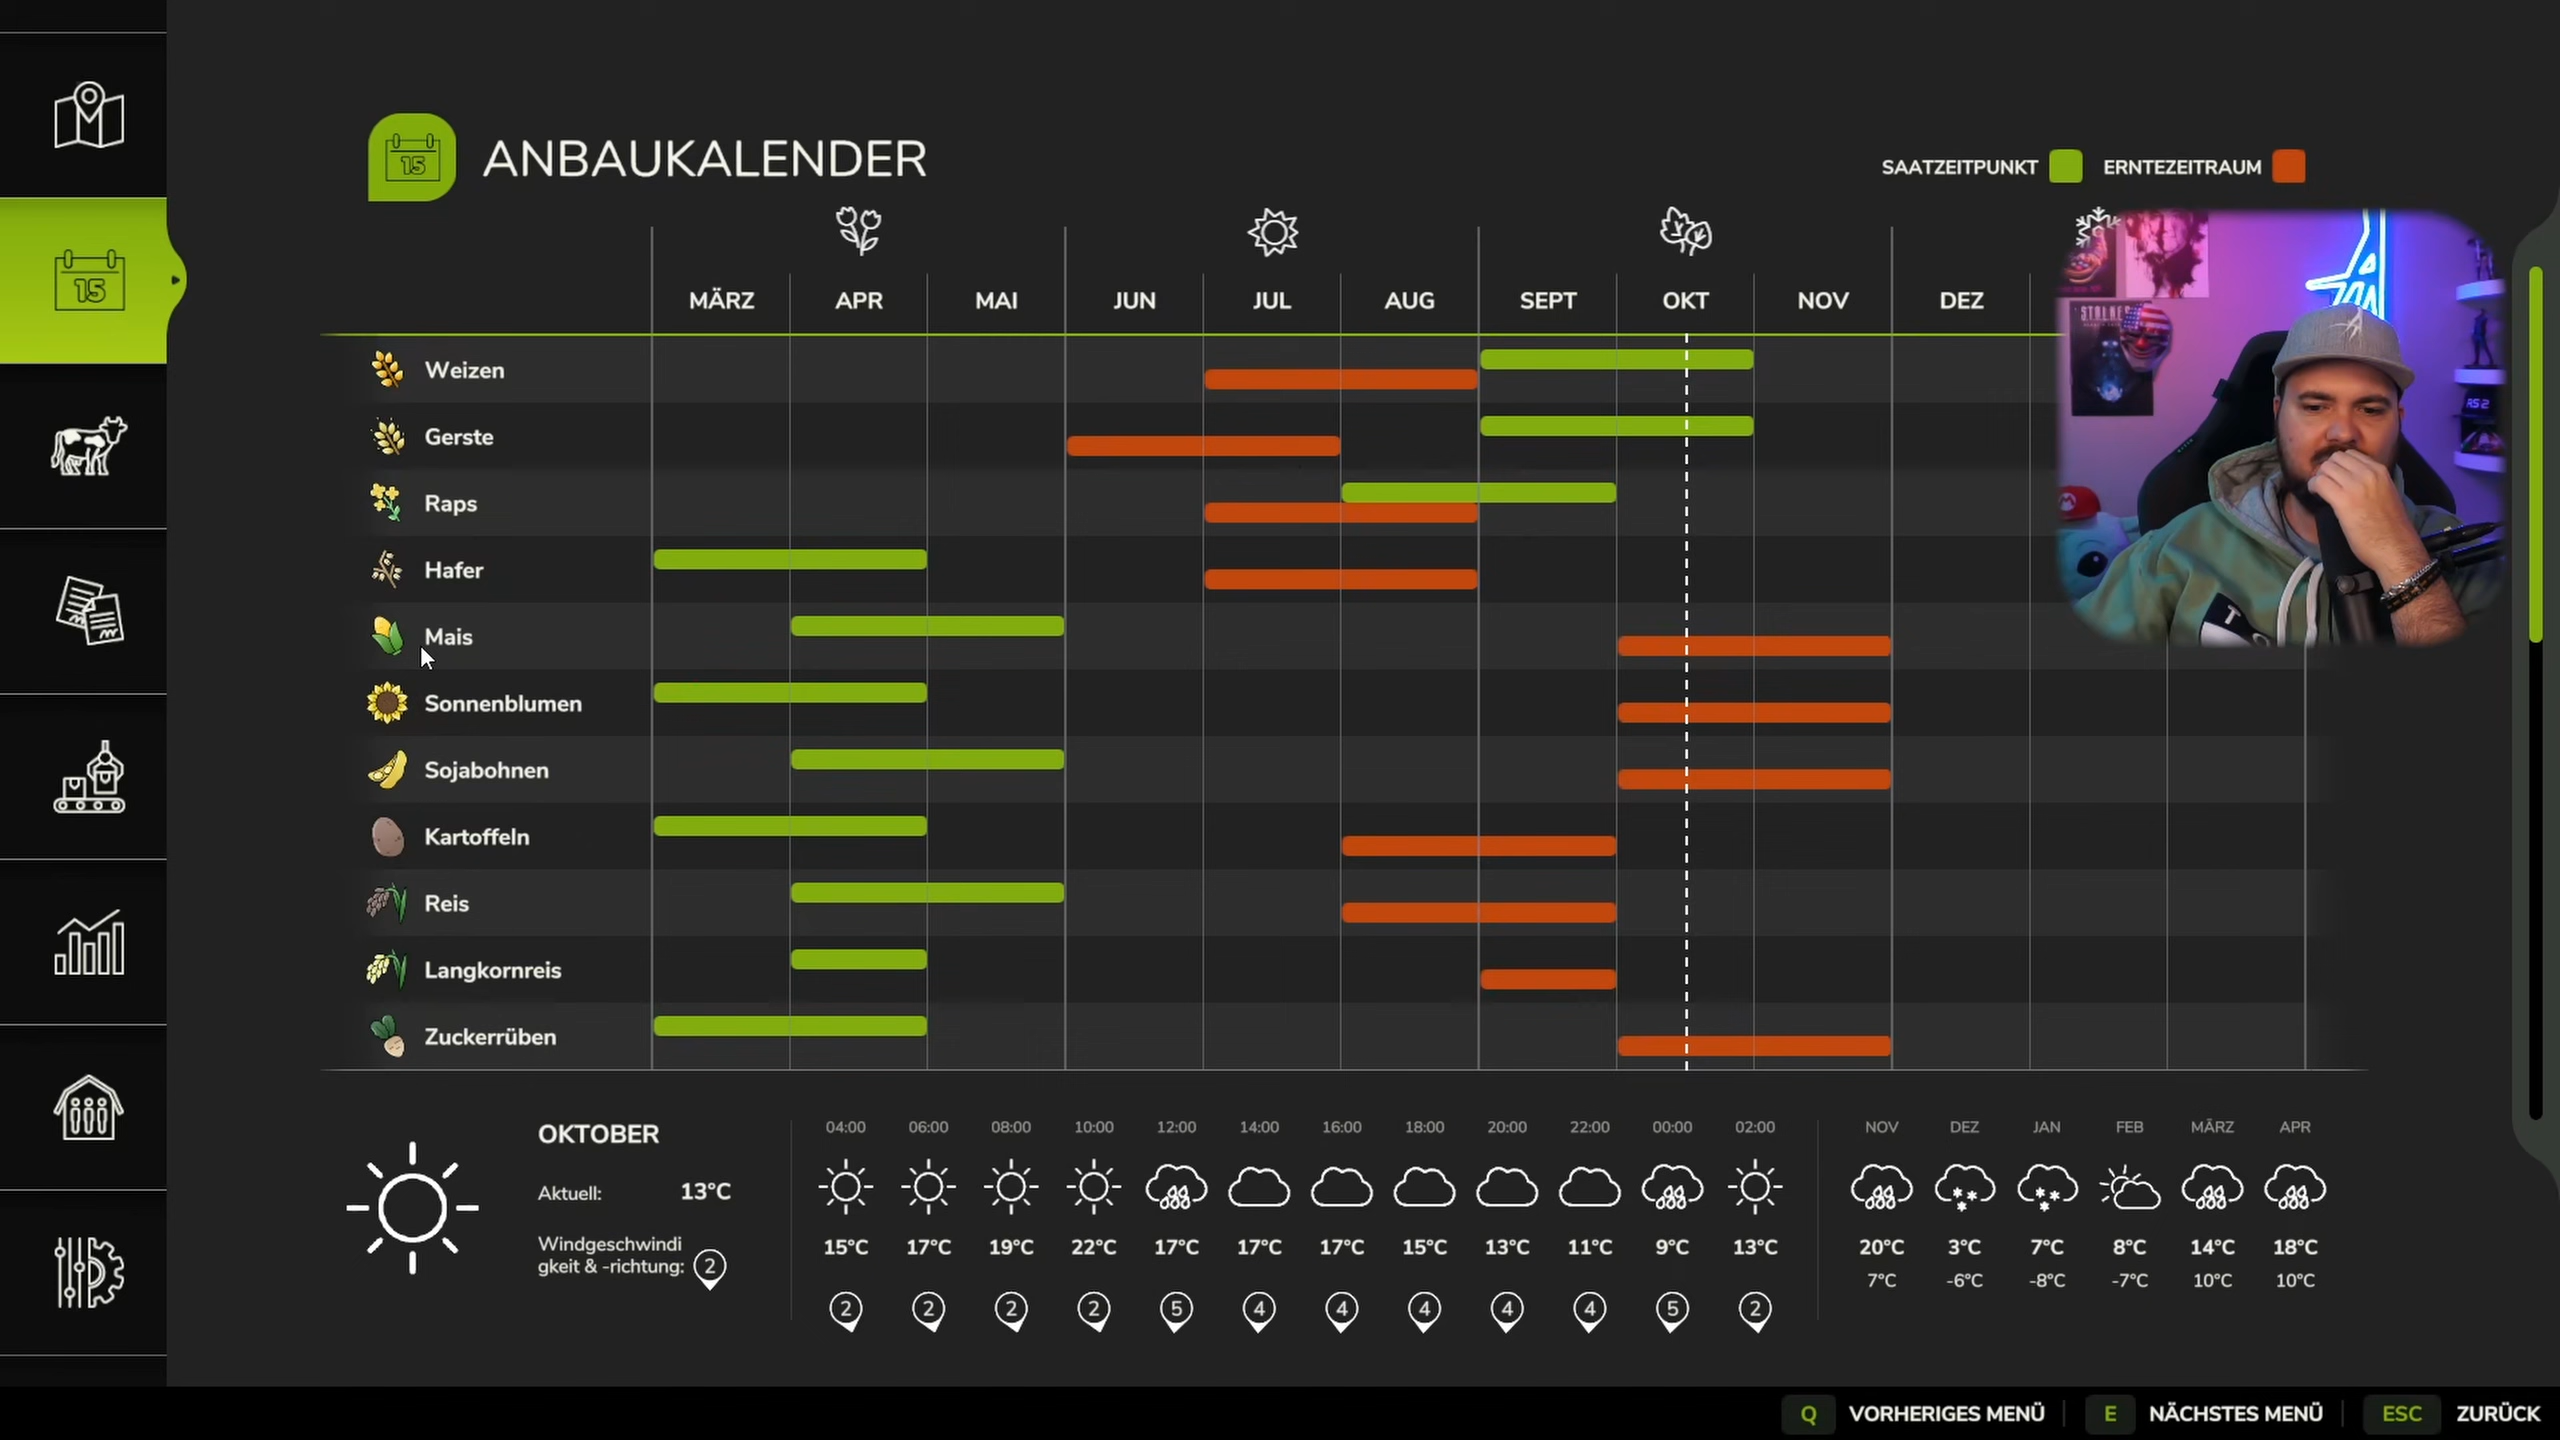 15
ANBAUKALENDER
SAATZEITPUNKT
ERNTEZEITRAUM
15
MÄRZ APR MAI JUN JUL AUG SEPT OKT NOV DEZ
Weizen
Gerste
Raps
Hafer
Mais
Sonnenblumen
Sojabohnen
Kartoffeln
Reis
Langkornreis
Zuckerrüben
STALKER
OKTOBER
Aktuell: 13°C
Windgeschwindi
gkeit & -richtung: 2
04:00 06:00 08:00 10:00 12:00 14:00 16:00 18:00 20:00 22:00 00:00 02:00
15°C 17°C 19°C 22°C 17°C 17°C 17°C 15°C 13°C 11°C 9°C 13°C
2 2 2 2 5 4 4 4 4 4 5 2
NOV DEZ JAN FEB MÄRZ APR
20°C 3°C 7°C 8°C 14°C 18°C
7°C -6°C -8°C -7°C 10°C 10°C
Q VORHERIGES MENÜ E NÄCHSTES MENÜ ESC ZURÜCK